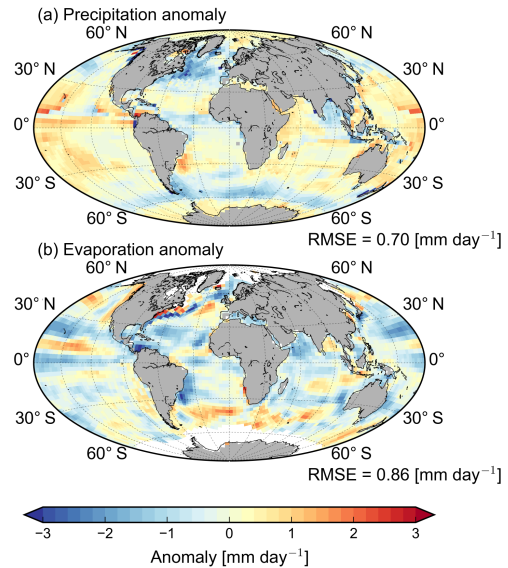 (a) Precipitation anomaly
60° N
60° N
30° N
30° N
0°
0°
30° S
30° S
60° S
60° S
RMSE = 0.70 [mm day⁻¹]
(b) Evaporation anomaly
60° N
60° N
30° N
30° N
0°
0°
30° S
30° S
60° S
60° S
RMSE = 0.86 [mm day⁻¹]
−3 −2 −1 0 1 2 3
Anomaly [mm day⁻¹]